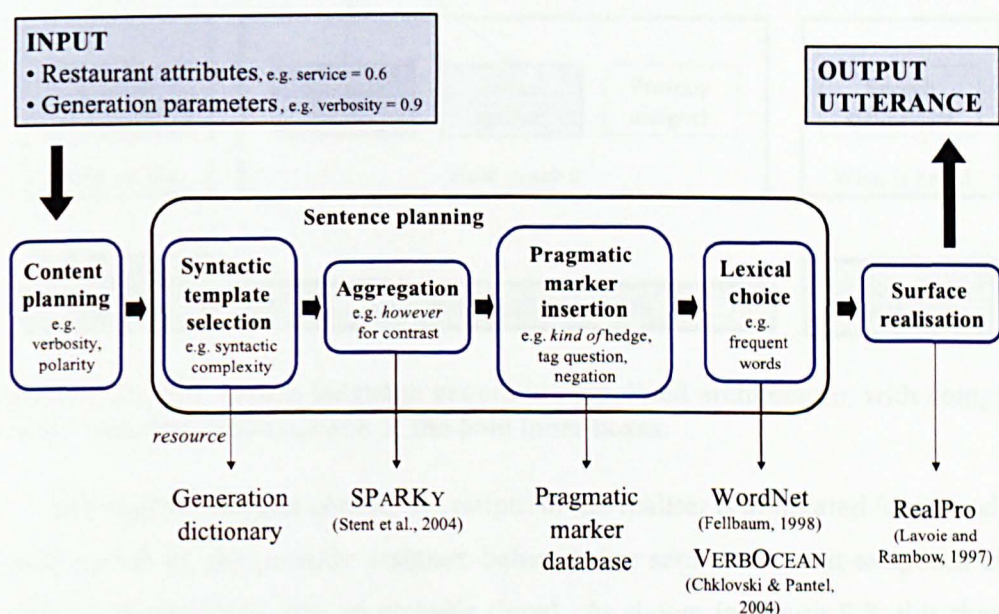 INPUT
• Restaurant attributes, e.g. service = 0.6
• Generation parameters, e.g. verbosity = 0.9
OUTPUT
UTTERANCE
Sentence planning
Content
planning
e.g.
verbosity,
polarity
Syntactic
template
selection
e.g. syntactic
complexity
Aggregation
e.g. however
for contrast
Pragmatic
marker
insertion
e.g. kind of hedge,
tag question,
negation
Lexical
choice
e.g.
frequent
words
Surface
realisation
resource
Generation
dictionary
SPARKY
(Stent et al., 2004)
Pragmatic
marker
database
WordNet
(Fellbaum, 1998)
VERBOCEAN
(Chklovski & Pantel,
2004)
RealPro
(Lavoie and
Rambow, 1997)